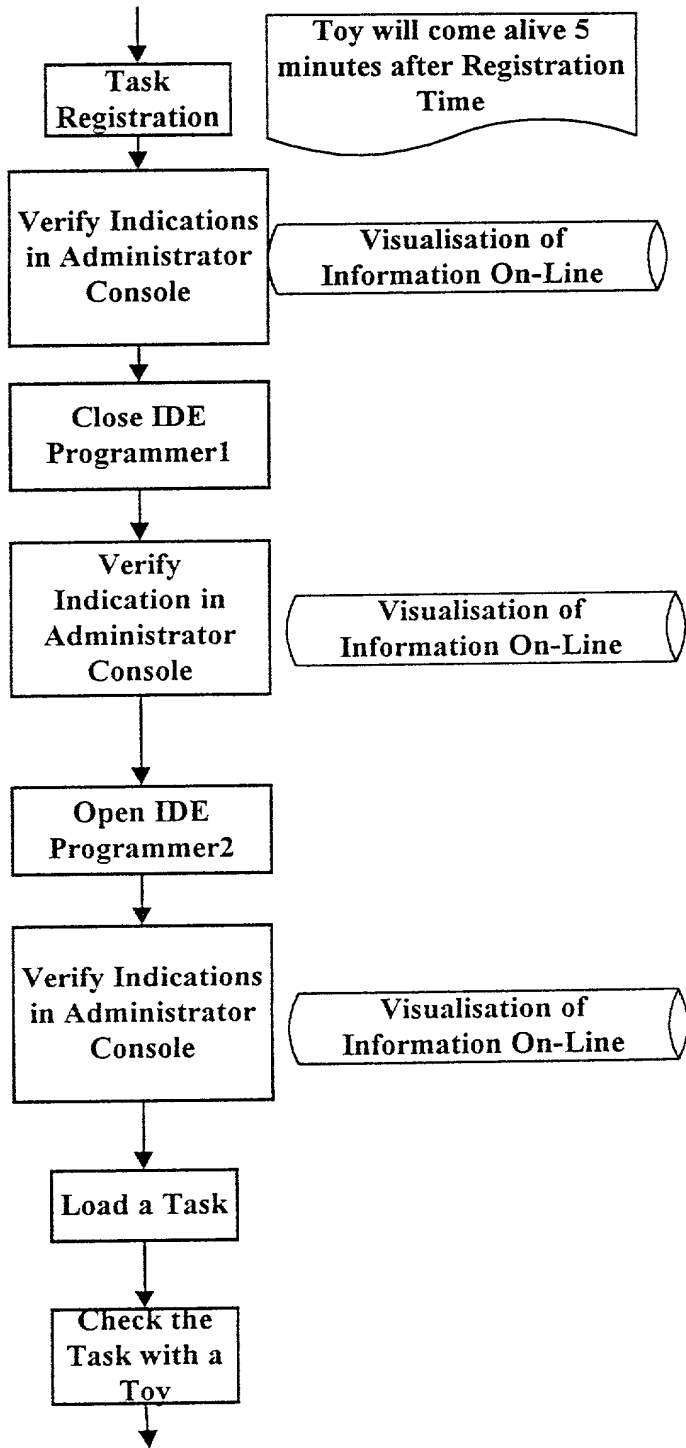 Task
Registration
Toy will come alive 5
minutes after Registration
Time
Verify Indications
in Administrator
Console
Visualisation of
Information On-Line
Close IDE
Programmer1
Verify
Indication in
Administrator
Console
Visualisation of
Information On-Line
Open IDE
Programmer2
Verify Indications
in Administrator
Console
Visualisation of
Information On-Line
Load a Task
Check the
Task with a
Toy